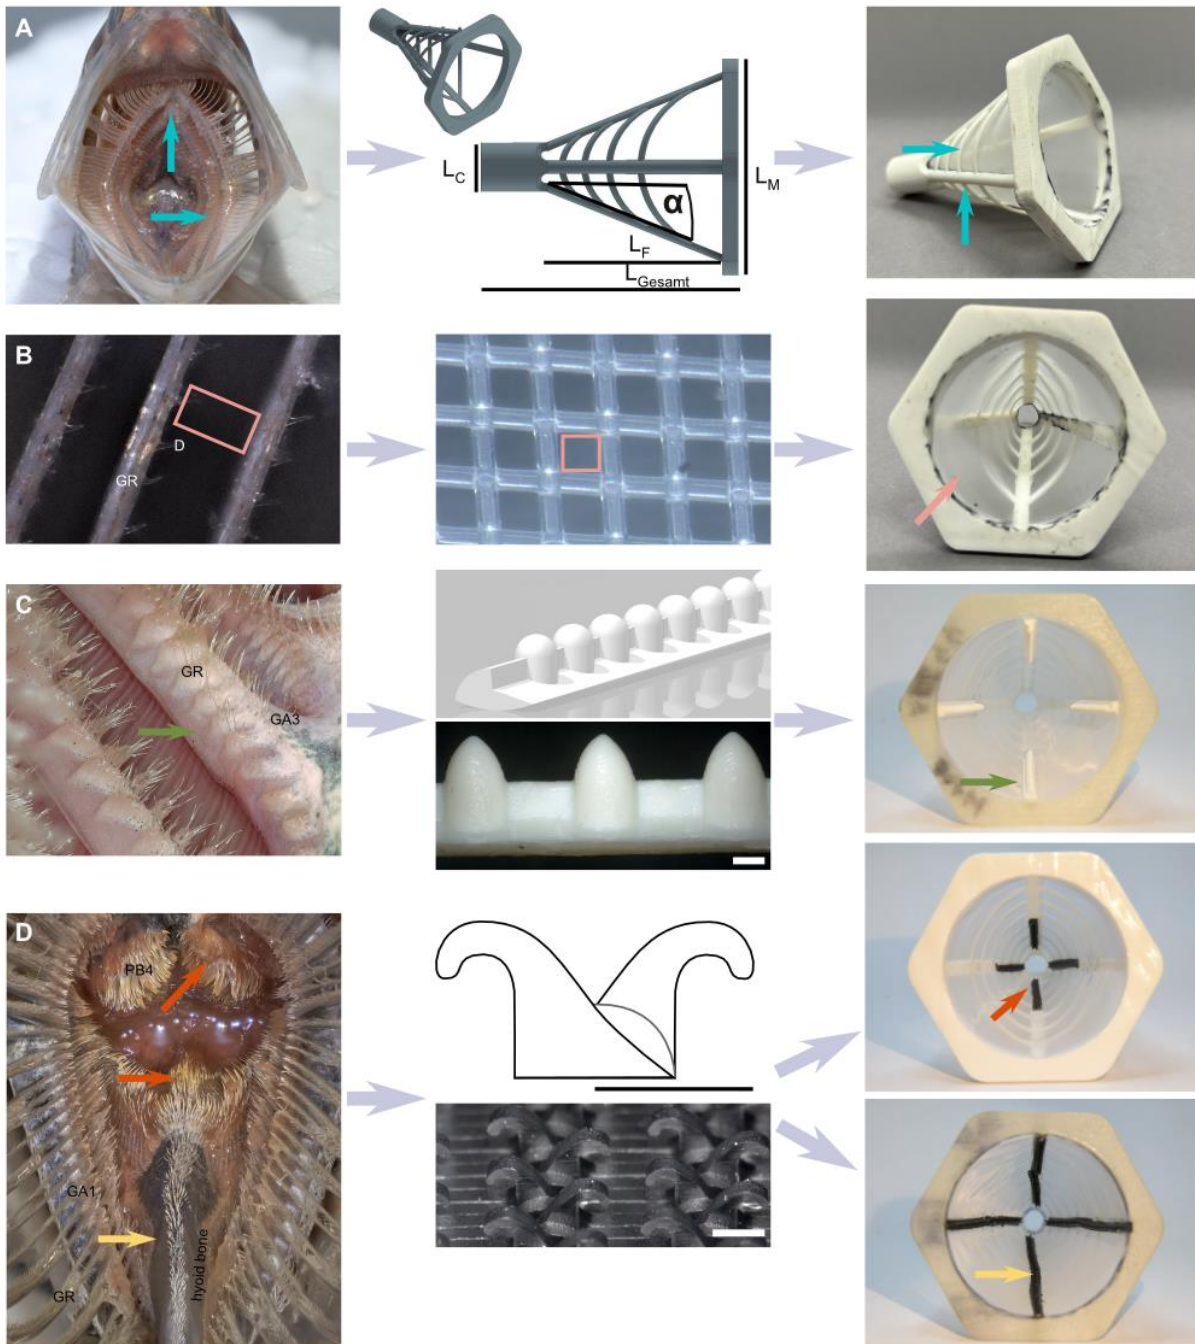 A
L_C
α
L_M
L_F
L_Gesamt
B
D
GR
C
GR
GA3
D
PB4
GA1
hyoid bone
GR